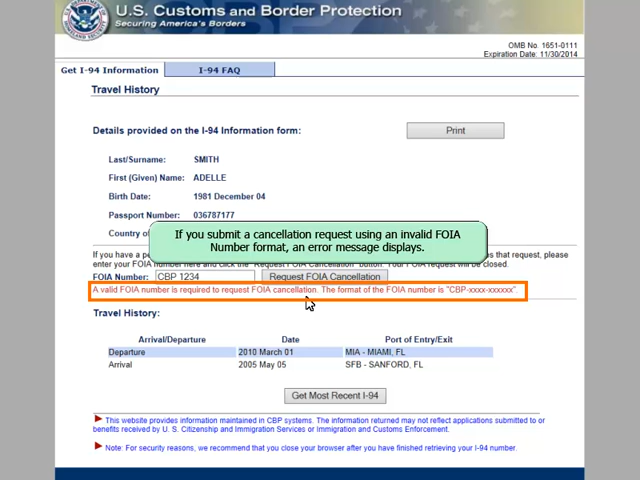 U.S. Customs and Border Protection
Securing America's Borders
OMB No. 1651-0111
Expiration Date: 11/30/2014
Get I-94 Information
I-94 FAQ
Travel History
Details provided on the I-94 Information form:
Print
Last/Surname: SMITH
First (Given) Name: ADELLE
Birth Date: 1981 December 04
Passport Number: 036787177
Country of
If you submit a cancellation request using an invalid FOIA
Number format, an error message displays.
If you have a pe s that request, please
enter your FOIA
FOIA Number: CBP 1234 Request FOIA Cancellation
A valid FOIA number is required to request FOIA cancellation. The format of the FOIA number is "CBP-xxxx-xxxxxx".
Travel History:
Arrival/Departure Date Port of Entry/Exit
Departure 2010 March 01 MIA - MIAMI, FL
Arrival 2005 May 05 SFB - SANFORD, FL
Get Most Recent I-94
This website provides information maintained in CBP systems. The information returned may not reflect applications submitted to or
benefits received by U. S. Citizenship and Immigration Services or Immigration and Customs Enforcement.
Note: For security reasons, we recommend that you close your browser after you have finished retrieving your I-94 number.